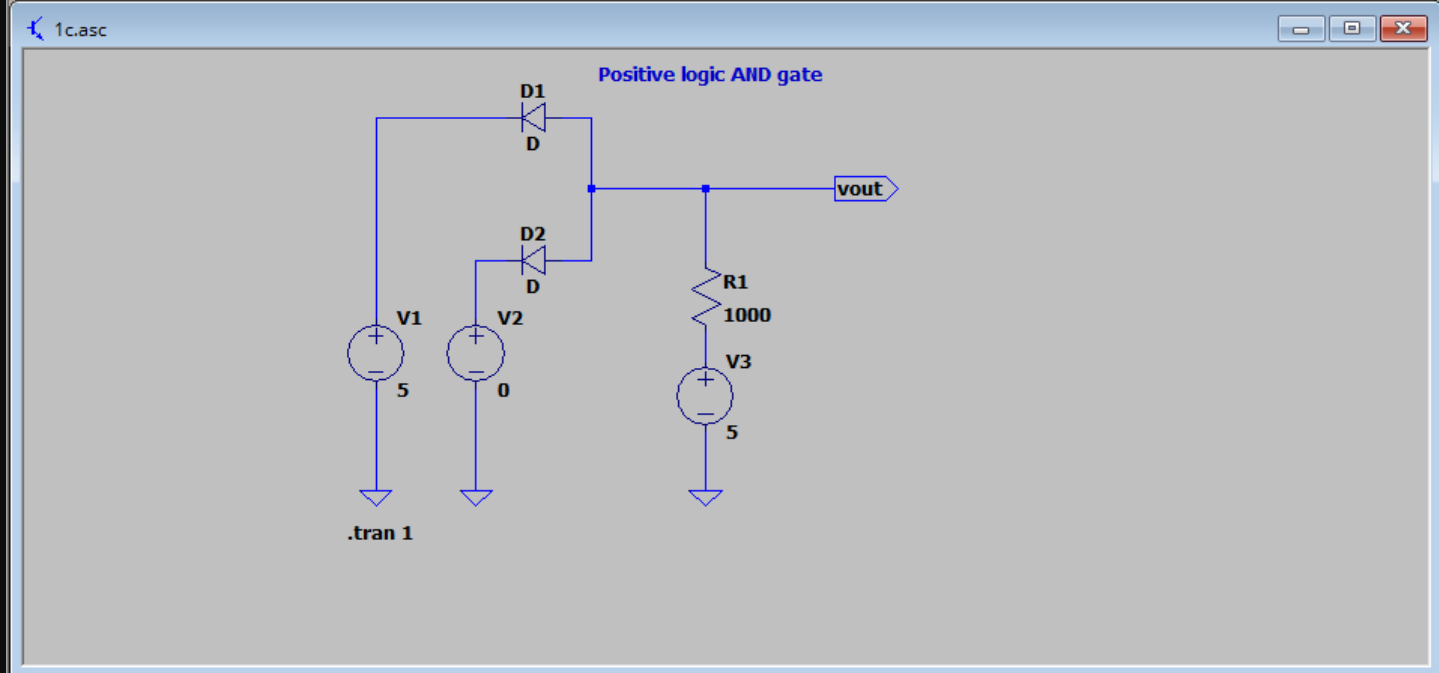 1c.asc
Positive logic AND gate
D1
D
vout
D2
D
R1
1000
V1
V2
V3
5
0
5
.tran 1